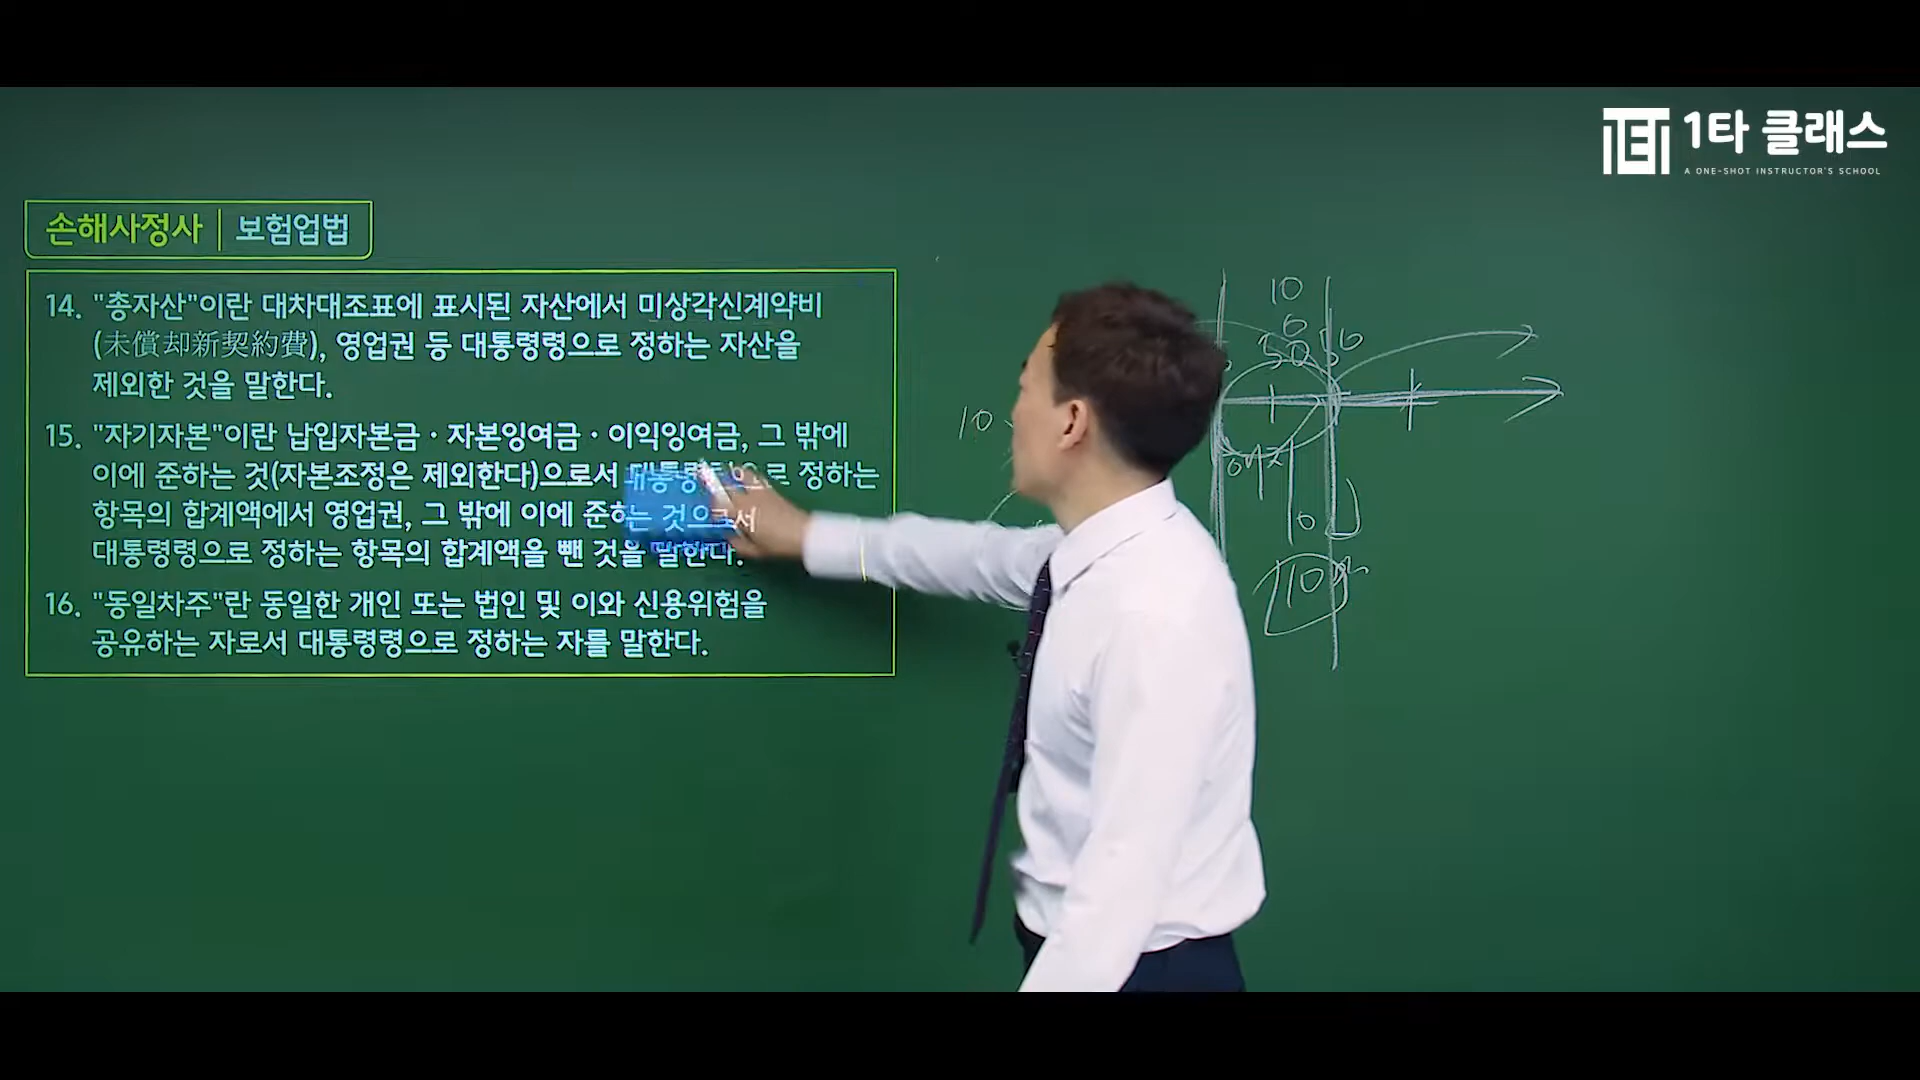 1타 클래스
A ONE-SHOT INSTRUCTOR'S SCHOOL
손해사정사 | 보험업법
14. "총자산"이란 대차대조표에 표시된 자산에서 미상각신계약비
(未償却新契約費), 영업권 등 대통령령으로 정하는 자산을
제외한 것을 말한다.
15. "자기자본"이란 납입자본금·자본잉여금·이익잉여금, 그 밖에
이에 준하는 것(자본조정은 제외한다)으로서 대통령령으로 정하는
항목의 합계액에서 영업권, 그 밖에 이에 준하는 것으로서
대통령령으로 정하는 항목의 합계액을 뺀 것을 말한다.
16. "동일차주"란 동일한 개인 또는 법인 및 이와 신용위험을
공유하는 자로서 대통령령으로 정하는 자를 말한다.
10
0
50 50
10
0
10